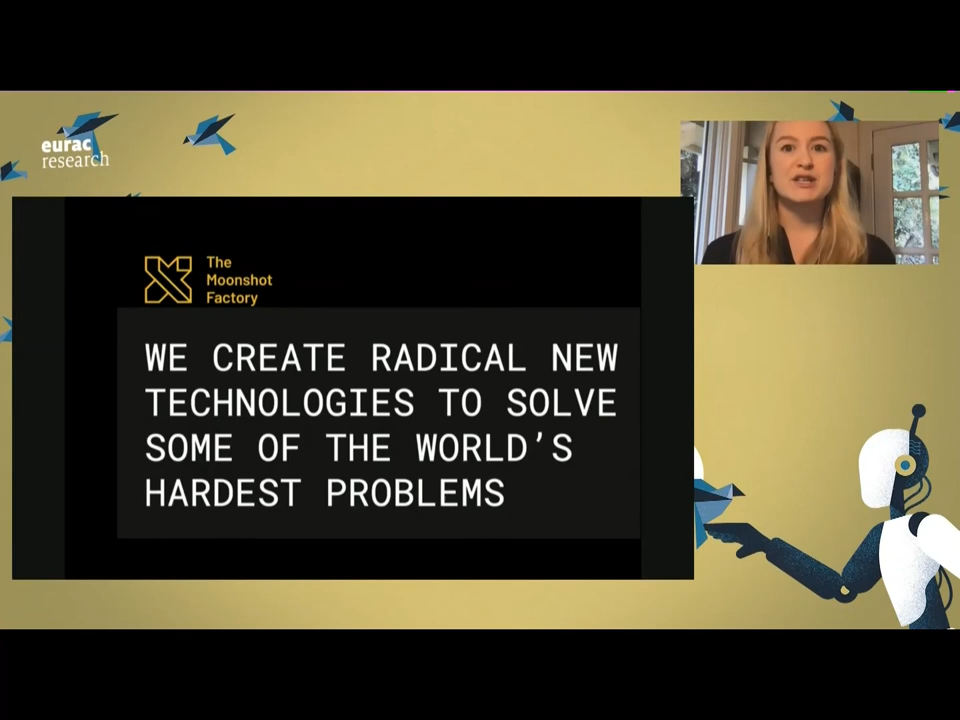 eurac
research
The
Moonshot
Factory
WE CREATE RADICAL NEW
TECHNOLOGIES TO SOLVE
SOME OF THE WORLD’S
HARDEST PROBLEMS